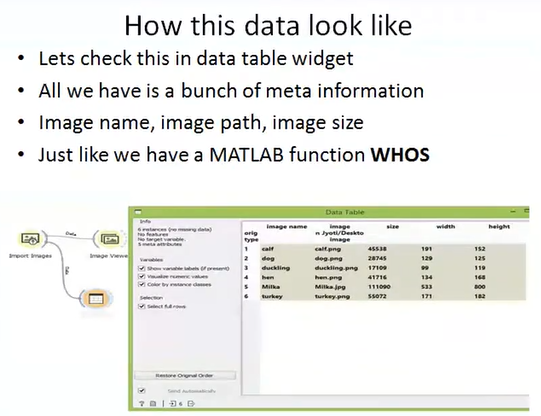 How this data look like
• Lets check this in data table widget
• All we have is a bunch of meta information
• Image name, image path, image size
• Just like we have a MATLAB function WHOS
Data Table
Info
6 instances (no missing data)
No features
No target variable.
5 meta attributes
Variables
Show variable labels (if present)
Visualize numeric values
Color by instance classes
Selection
Select full rows
Restore Original Order
Send Automatically
6
image name image size width height
orig n Jyoti/Deskto
type image
1 calf calf.png 45538 191 152
2 dog dog.png 28745 129 125
3 duckling duckling.png 17109 99 119
4 hen hen.png 41716 134 168
5 Milka Milka.jpg 111090 533 800
6 turkey turkey.png 55072 171 182
Import Images
Data
Image Viewe